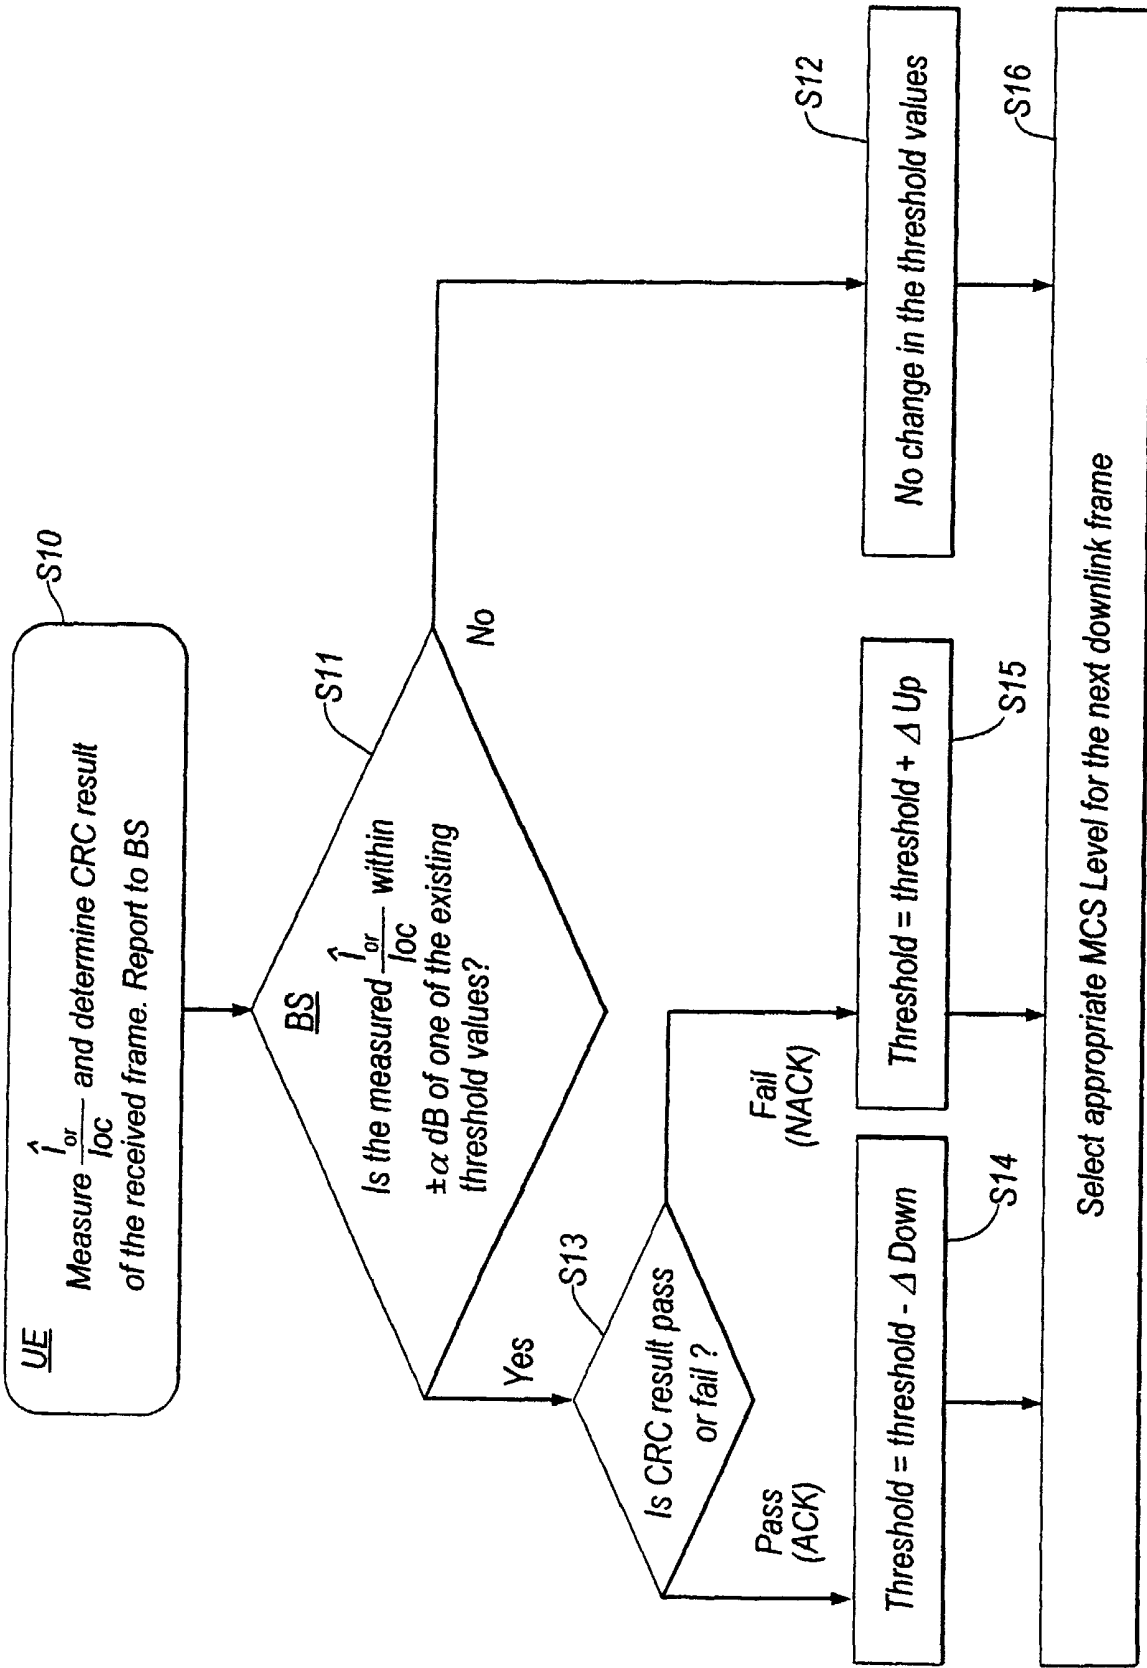 UE
Measure Îor/Ioc and determine CRC result
of the received frame. Report to BS
S10
BS
S11
Is the measured Îor/Ioc within
±α dB of one of the existing
threshold values?
Yes
No
S13
Is CRC result pass
or fail ?
Pass
(ACK)
Fail
(NACK)
S12
Threshold = threshold - Δ Down
Threshold = threshold + Δ Up
No change in the threshold values
S14
S15
S16
Select appropriate MCS Level for the next downlink frame